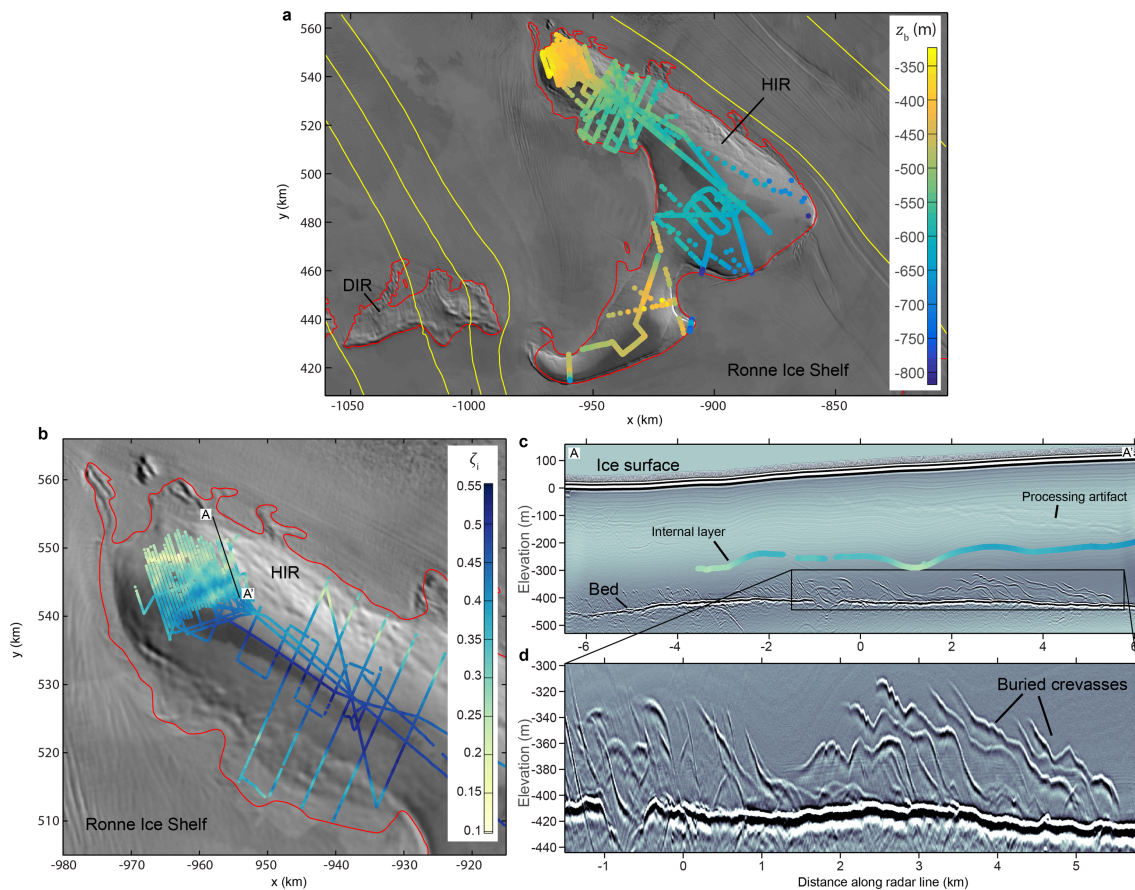 a
560
540
520
500
480
460
440
420
y (km)
-1050
-1000
-950
-900
-850
x (km)
HIR
DIR
Ronne Ice Shelf
z_b (m)
-350
-400
-450
-500
-550
-600
-650
-700
-750
-800
b
560
550
540
530
520
510
y (km)
-980
-970
-960
-950
-940
-930
-920
x (km)
A
A'
HIR
Ronne Ice Shelf
ζ_i
0.55
0.5
0.45
0.4
0.35
0.3
0.25
0.2
0.15
0.1
c
A
A'
Ice surface
Processing artifact
Internal layer
Bed
100
0
-100
-200
-300
-400
-500
Elevation (m)
-6
-4
-2
0
2
4
6
d
Buried crevasses
-300
-320
-340
-360
-380
-400
-420
-440
Elevation (m)
-1
0
1
2
3
4
5
Distance along radar line (km)